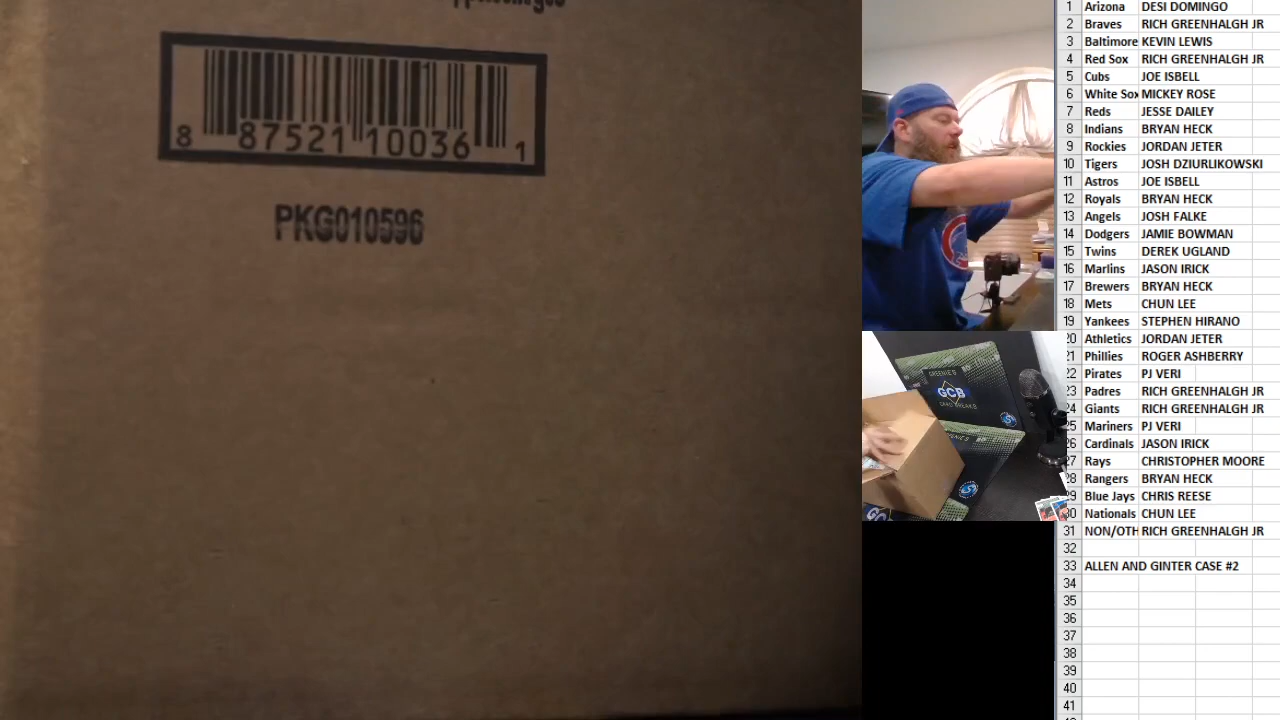 8 87521 10036 1
PKG010596
GREENIE'S
GCB
CARD BREAKS
GCB
1 Arizona DESI DOMINGO
2 Braves RICH GREENHALGH JR
3 Baltimore KEVIN LEWIS
4 Red Sox RICH GREENHALGH JR
5 Cubs JOE ISBELL
6 White Sox MICKEY ROSE
7 Reds JESSE DAILEY
8 Indians BRYAN HECK
9 Rockies JORDAN JETER
10 Tigers JOSH DZIURLIKOWSKI
11 Astros JOE ISBELL
12 Royals BRYAN HECK
13 Angels JOSH FALKE
14 Dodgers JAMIE BOWMAN
15 Twins DEREK UGLAND
16 Marlins JASON IRICK
17 Brewers BRYAN HECK
18 Mets CHUN LEE
19 Yankees STEPHEN HIRANO
20 Athletics JORDAN JETER
21 Phillies ROGER ASHBERRY
22 Pirates PJ VERI
23 Padres RICH GREENHALGH JR
24 Giants RICH GREENHALGH JR
25 Mariners PJ VERI
26 Cardinals JASON IRICK
27 Rays CHRISTOPHER MOORE
28 Rangers BRYAN HECK
29 Blue Jays CHRIS REESE
30 Nationals CHUN LEE
31 NON/OTH RICH GREENHALGH JR
32
33 ALLEN AND GINTER CASE #2
34
35
36
37
38
39
40
41